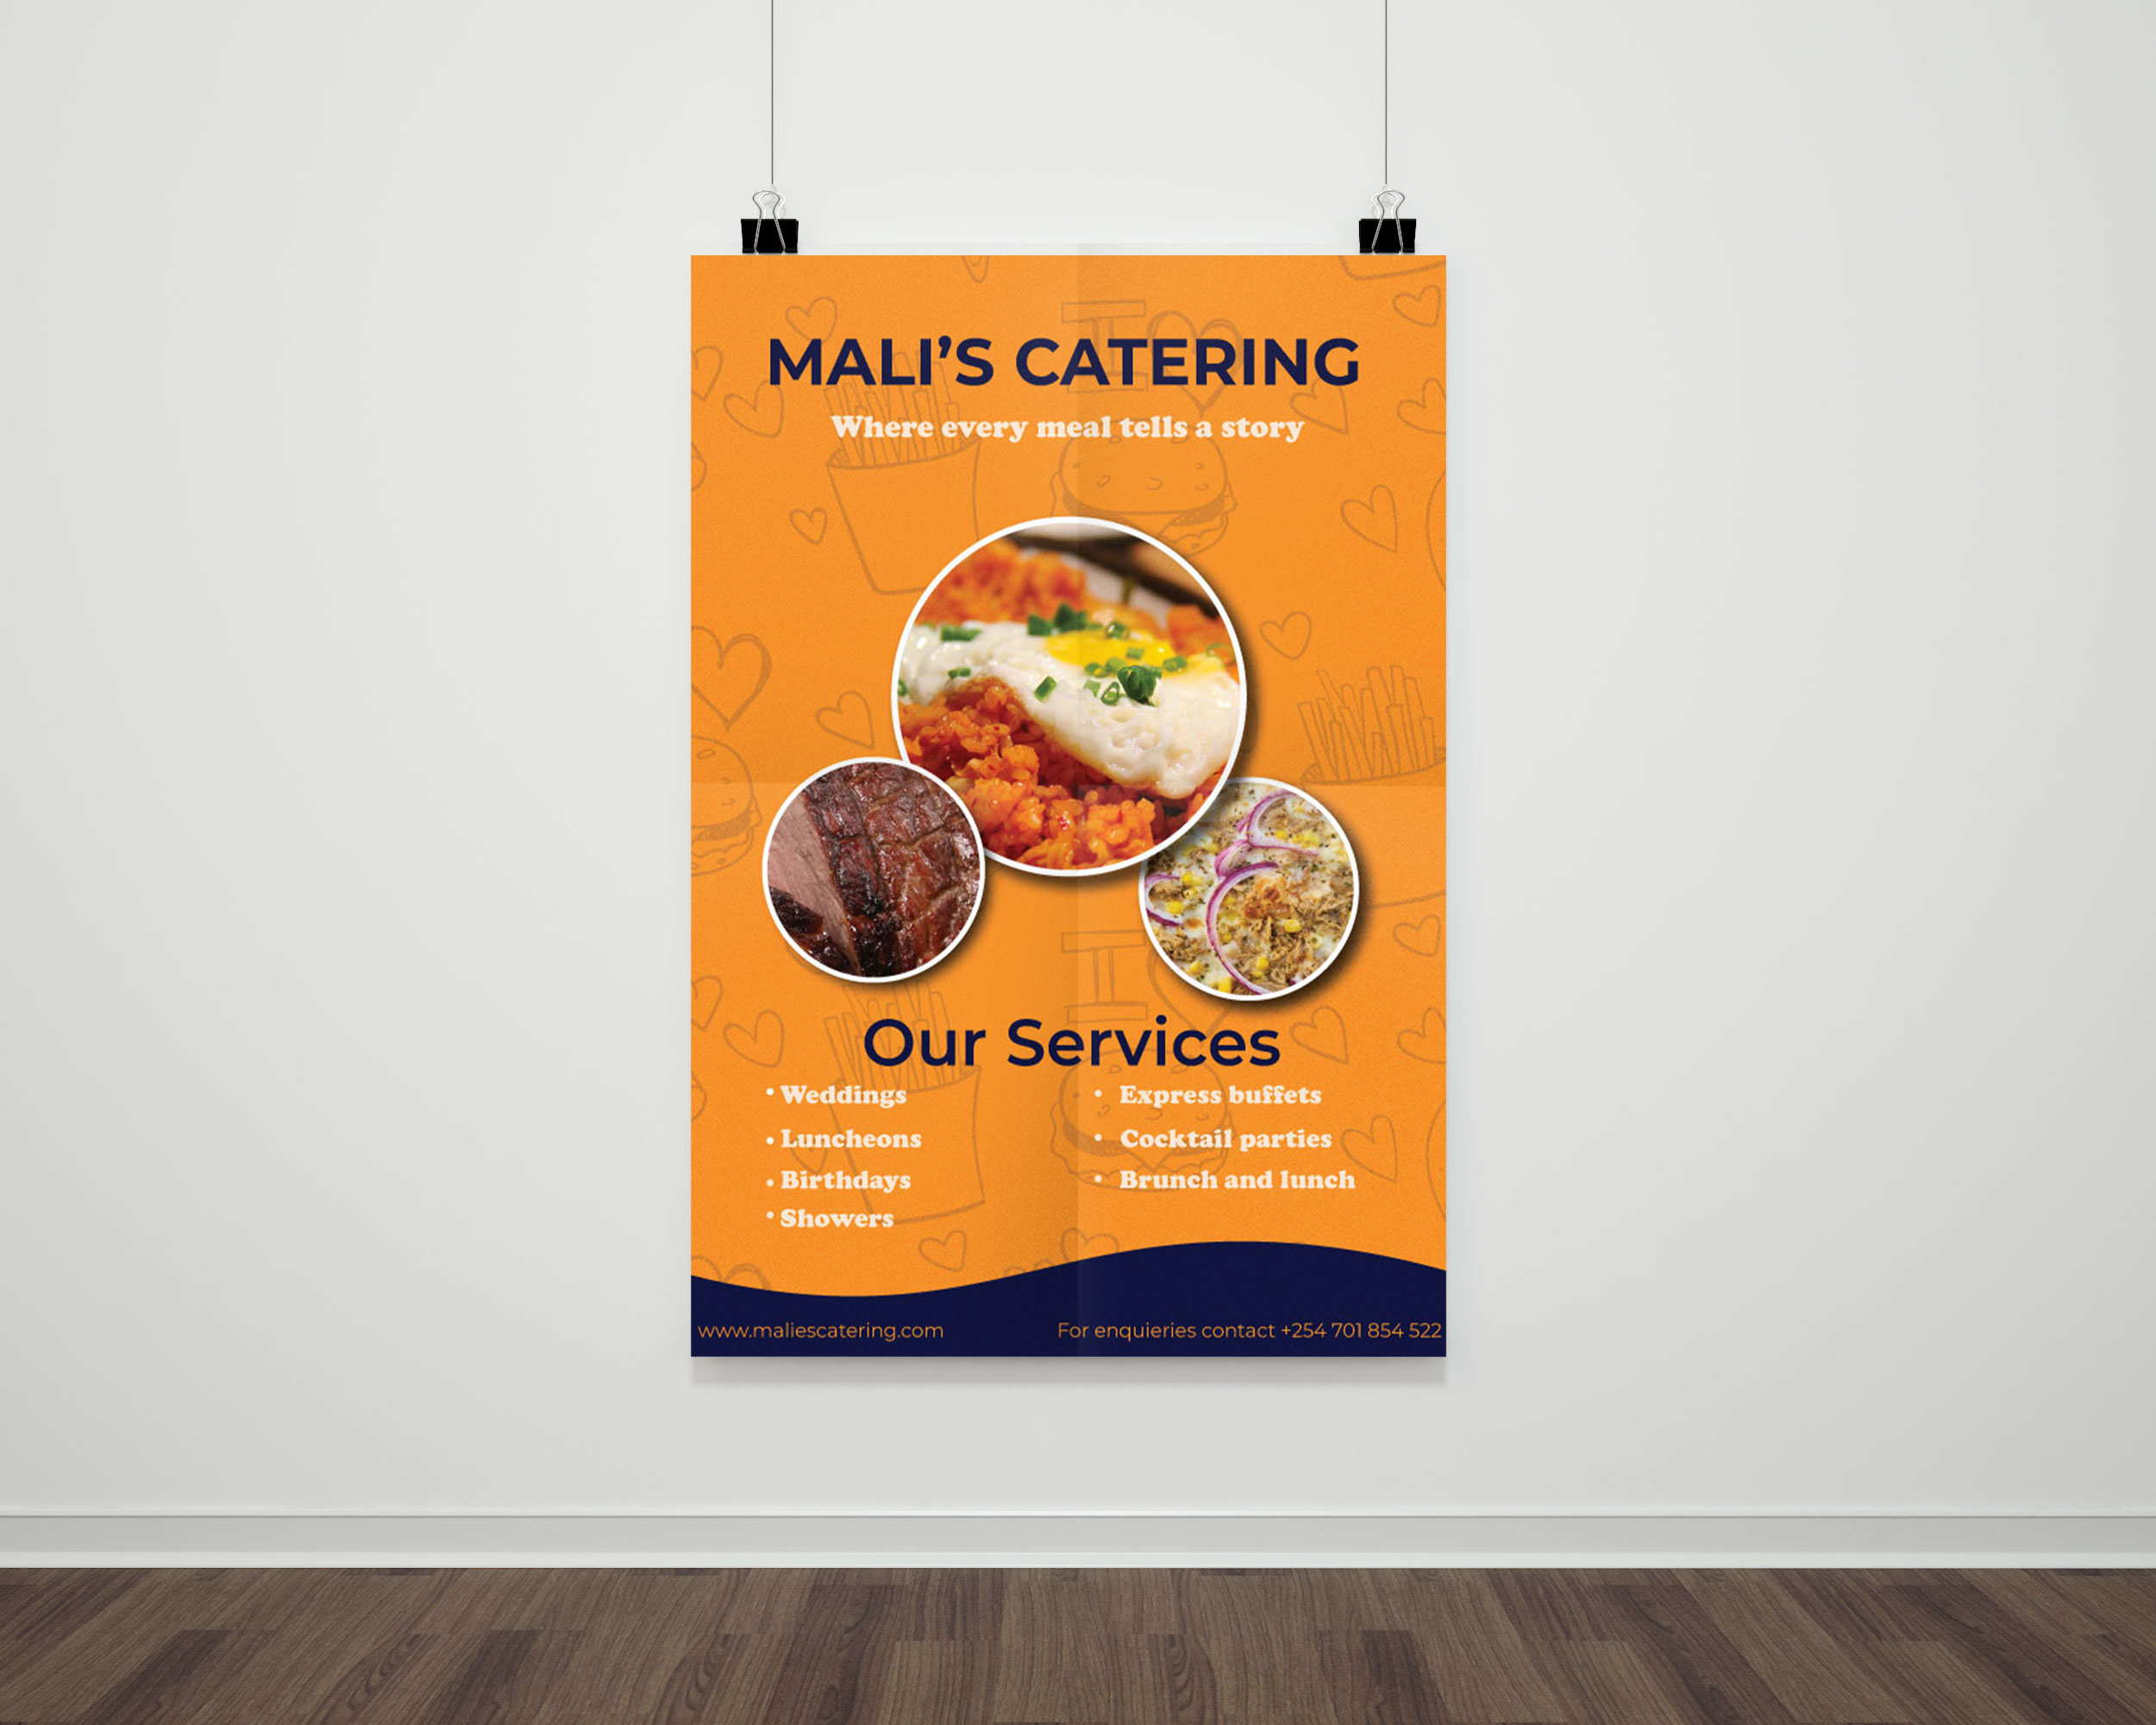 MALI’S CATERING
Where every meal tells a story
Our Services
• Weddings
• Luncheons
• Birthdays
• Showers
• Express buffets
• Cocktail parties
• Brunch and lunch
www.maliescatering.com
For enquieries contact +254 701 854 522